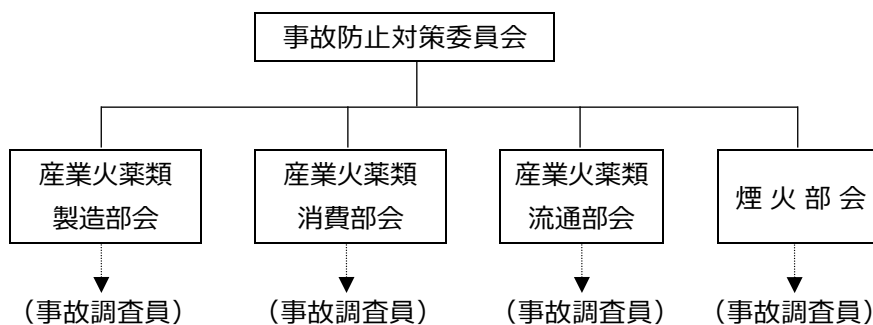 事故防止対策委員会
産業火薬類
製造部会
産業火薬類
消費部会
産業火薬類
流通部会
煙火部会
（事故調査員）
（事故調査員）
（事故調査員）
（事故調査員）